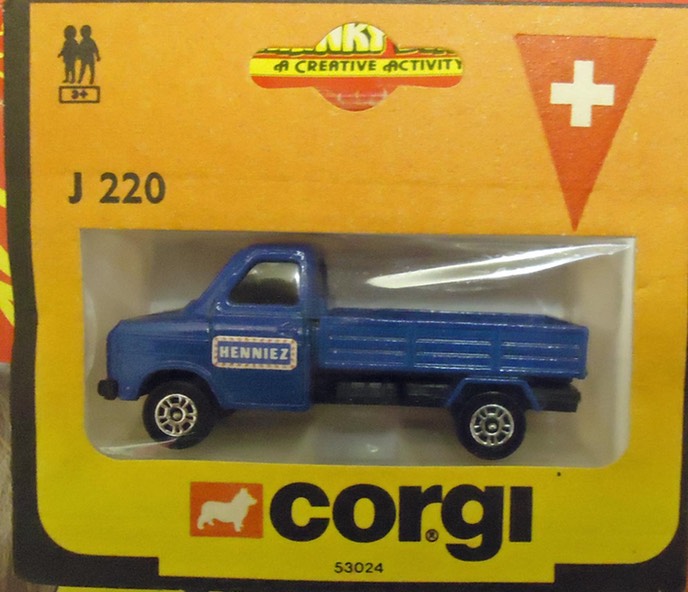 A CREATIVE ACTIVITY
3+
J 220
HENNIEZ
corgi®
53024